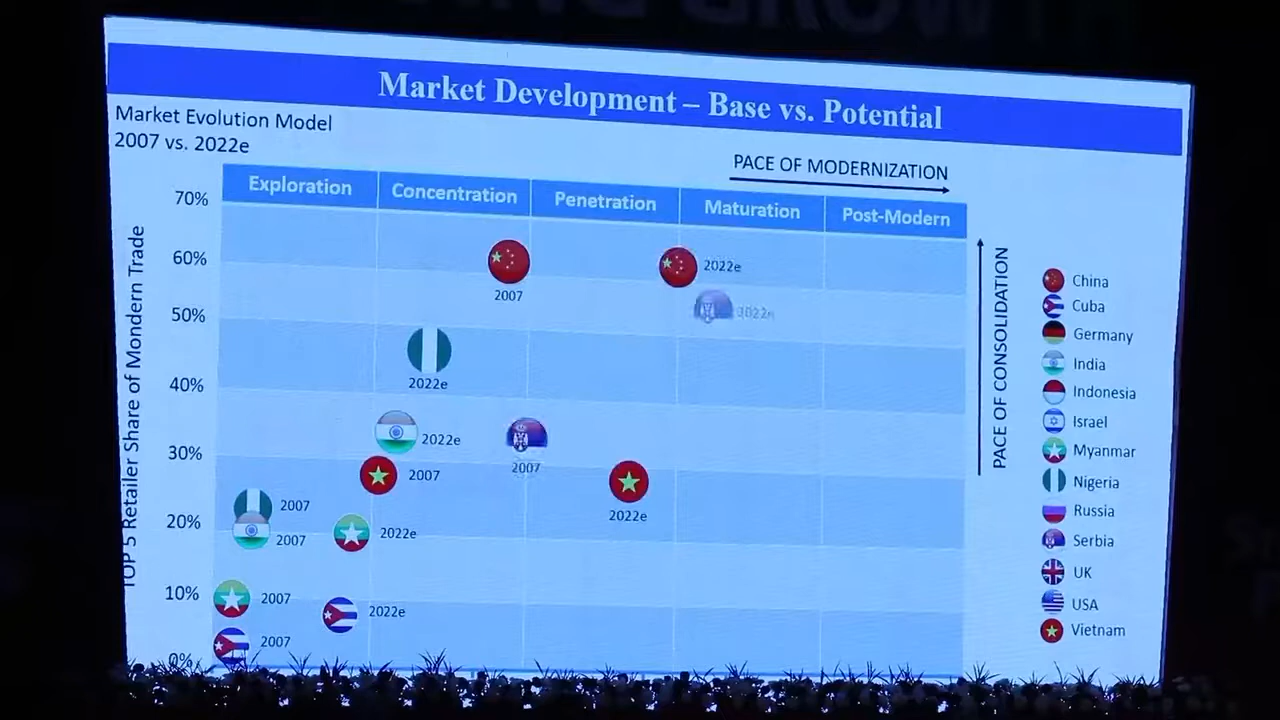 Market Development – Base vs. Potential
Market Evolution Model
2007 vs. 2022e
PACE OF MODERNIZATION
Exploration
Concentration
Penetration
Maturation
Post-Modern
70%
60%
50%
40%
30%
20%
10%
0%
TOP 5 Retailer Share of Mondern Trade
PACE OF CONSOLIDATION
2007
2022e
2022e
2022e
2007
2007
2022e
2007
2007
2022e
2007
2022e
2007
China
Cuba
Germany
India
Indonesia
Israel
Myanmar
Nigeria
Russia
Serbia
UK
USA
Vietnam